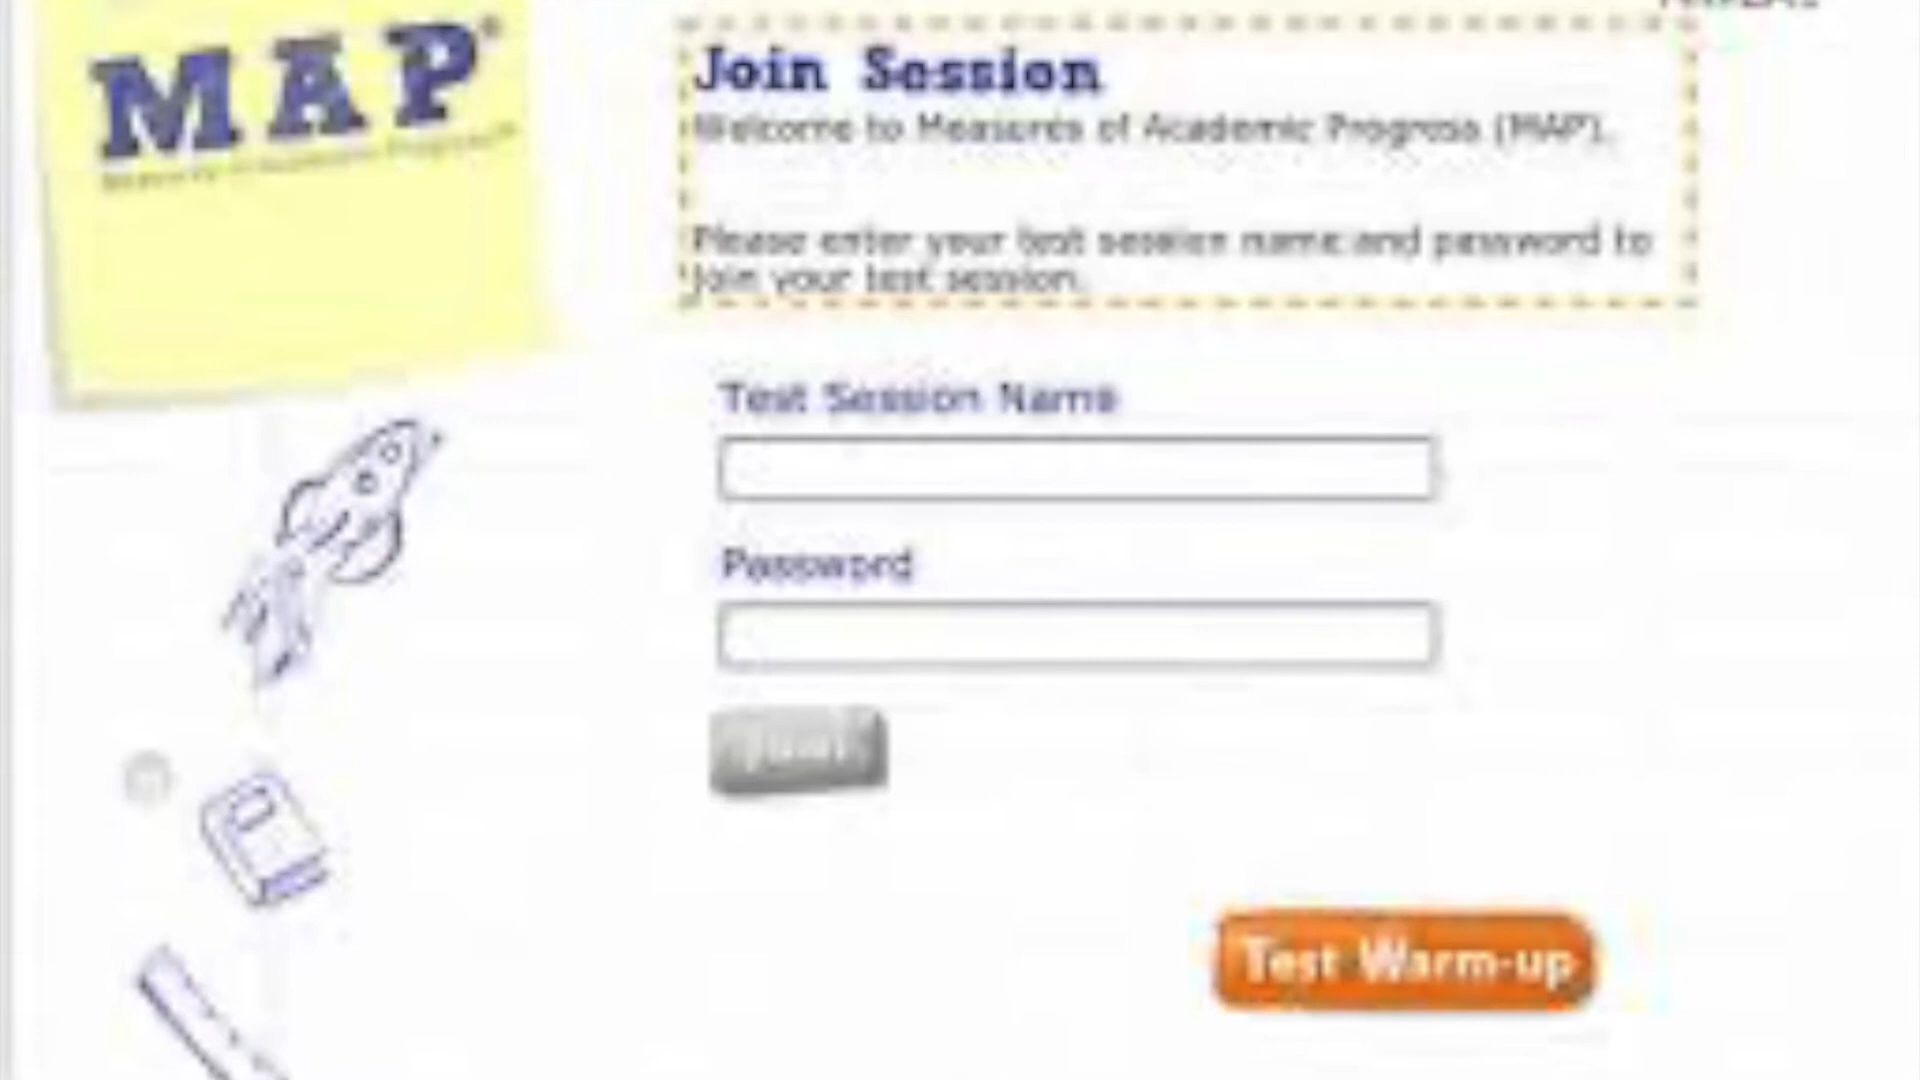 MAP®
Join Session
Welcome to Measures of Academic Progress (MAP).
Please enter your test session name and password to
join your test session.
Test Session Name
Password
Join
Test Warm-up